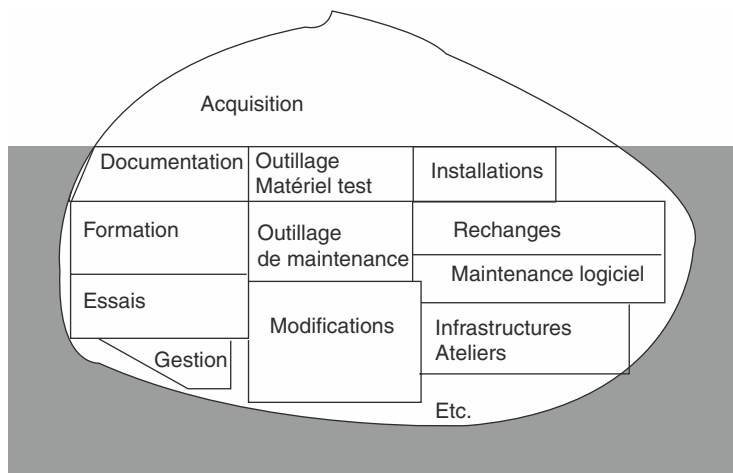 Acquisition
Documentation
Outillage
Matériel test
Installations
Formation
Outillage
de maintenance
Rechanges
Maintenance logiciel
Essais
Modifications
Infrastructures
Ateliers
Gestion
Etc.